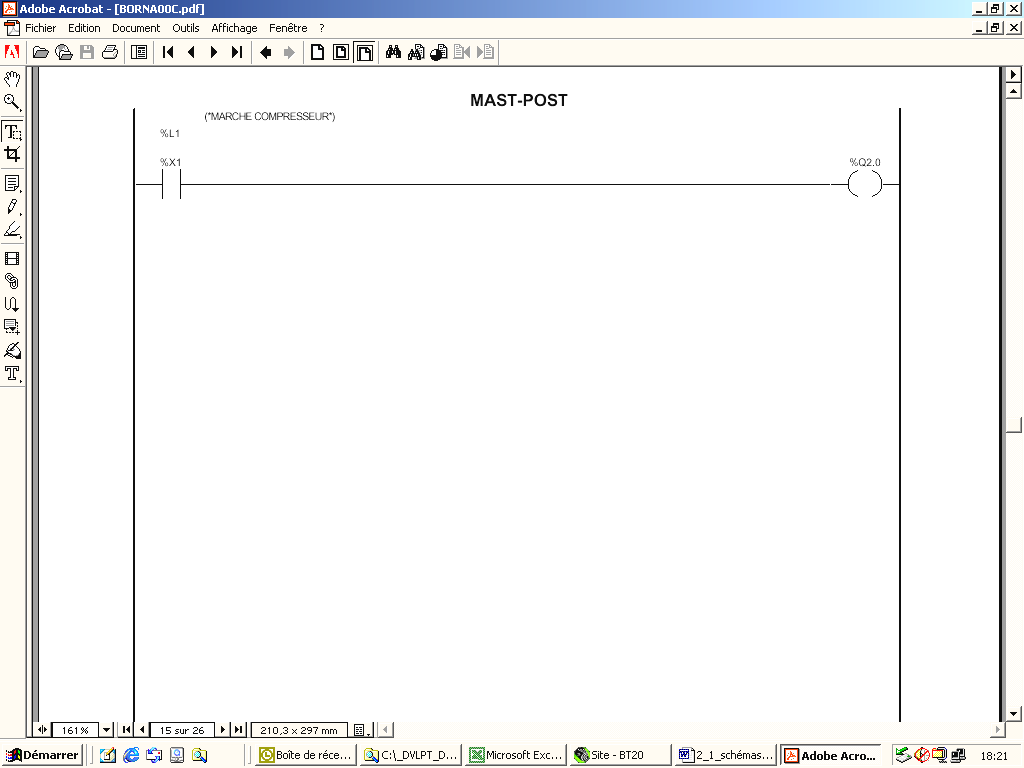 Adobe Acrobat - [BORNA00C.pdf]
Fichier Edition Document Outils Affichage Fenêtre ?
MAST-POST
(*MARCHE COMPRESSEUR*)
%L1
%X1 %Q2.0
161% 15 sur 26 210,3 x 297 mm
Démarrer Boîte de réce... C:\_DVLPT_D... Microsoft Exc... Site - BT20 2_1_schémas... Adobe Acro... 18:21